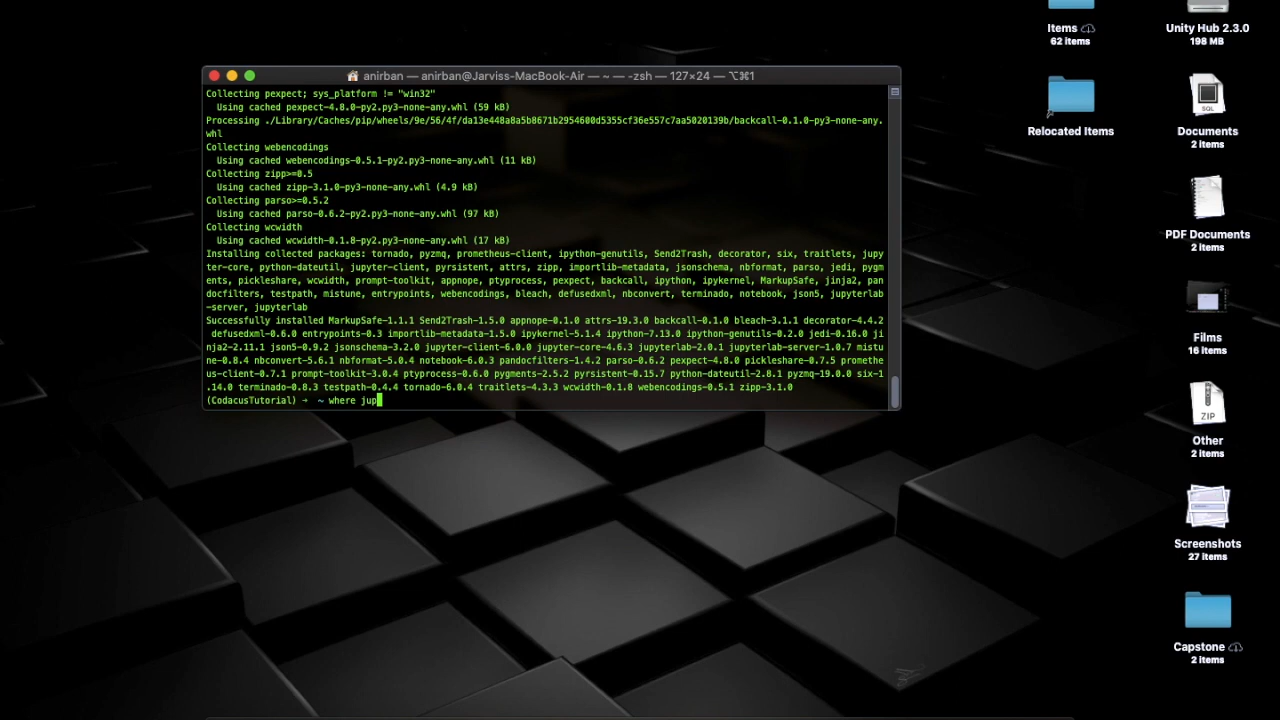 anirban — anirban@Jarviss-MacBook-Air — ~ — -zsh — 127×24 — ⌥⌘1
Collecting pexpect; sys_platform != "win32"
  Using cached pexpect-4.8.0-py2.py3-none-any.whl (59 kB)
Processing ./Library/Caches/pip/wheels/9e/56/4f/da13e448a8a5b8671b2954600d5355cf36e557c7aa5020139b/backcall-0.1.0-py3-none-any.
whl
Collecting webencodings
  Using cached webencodings-0.5.1-py2.py3-none-any.whl (11 kB)
Collecting zipp>=0.5
  Using cached zipp-3.1.0-py3-none-any.whl (4.9 kB)
Collecting parso>=0.5.2
  Using cached parso-0.6.2-py2.py3-none-any.whl (97 kB)
Collecting wcwidth
  Using cached wcwidth-0.1.8-py2.py3-none-any.whl (17 kB)
Installing collected packages: tornado, pyzmq, prometheus-client, ipython-genutils, Send2Trash, decorator, six, traitlets, jupy
ter-core, python-dateutil, jupyter-client, pyrsistent, attrs, zipp, importlib-metadata, jsonschema, nbformat, parso, jedi, pygm
ents, pickleshare, wcwidth, prompt-toolkit, appnope, ptyprocess, pexpect, backcall, ipython, ipykernel, MarkupSafe, jinja2, pan
docfilters, testpath, mistune, entrypoints, webencodings, bleach, defusedxml, nbconvert, terminado, notebook, json5, jupyterlab
-server, jupyterlab
Successfully installed MarkupSafe-1.1.1 Send2Trash-1.5.0 appnope-0.1.0 attrs-19.3.0 backcall-0.1.0 bleach-3.1.1 decorator-4.4.2
 defusedxml-0.6.0 entrypoints-0.3 importlib-metadata-1.5.0 ipykernel-5.1.4 ipython-7.13.0 ipython-genutils-0.2.0 jedi-0.16.0 ji
nja2-2.11.1 json5-0.9.2 jsonschema-3.2.0 jupyter-client-6.0.0 jupyter-core-4.6.3 jupyterlab-2.0.1 jupyterlab-server-1.0.7 mistu
ne-0.8.4 nbconvert-5.6.1 nbformat-5.0.4 notebook-6.0.3 pandocfilters-1.4.2 parso-0.6.2 pexpect-4.8.0 pickleshare-0.7.5 promethe
us-client-0.7.1 prompt-toolkit-3.0.4 ptyprocess-0.6.0 pygments-2.5.2 pyrsistent-0.15.7 python-dateutil-2.8.1 pyzmq-19.0.0 six-1
.14.0 terminado-0.8.3 testpath-0.4.4 tornado-6.0.4 traitlets-4.3.3 wcwidth-0.1.8 webencodings-0.5.1 zipp-3.1.0
(CodacusTutorial) → ~ where jup
Items
62 items
Unity Hub 2.3.0
198 MB
Relocated Items
SQL
Documents
2 items
PDF Documents
2 items
Films
16 items
ZIP
Other
2 items
Screenshots
27 items
Capstone
2 items